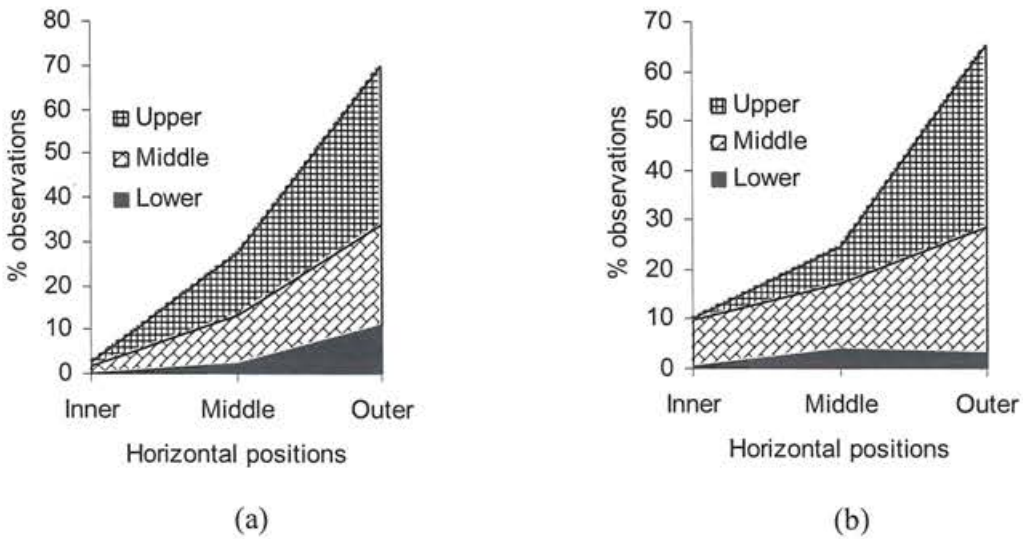 80
70
60
50
40
30
20
10
0
% observations
Upper
Middle
Lower
Inner Middle Outer
Horizontal positions
(a)
70
60
50
40
30
20
10
0
% observations
Upper
Middle
Lower
Inner Middle Outer
Horizontal positions
(b)